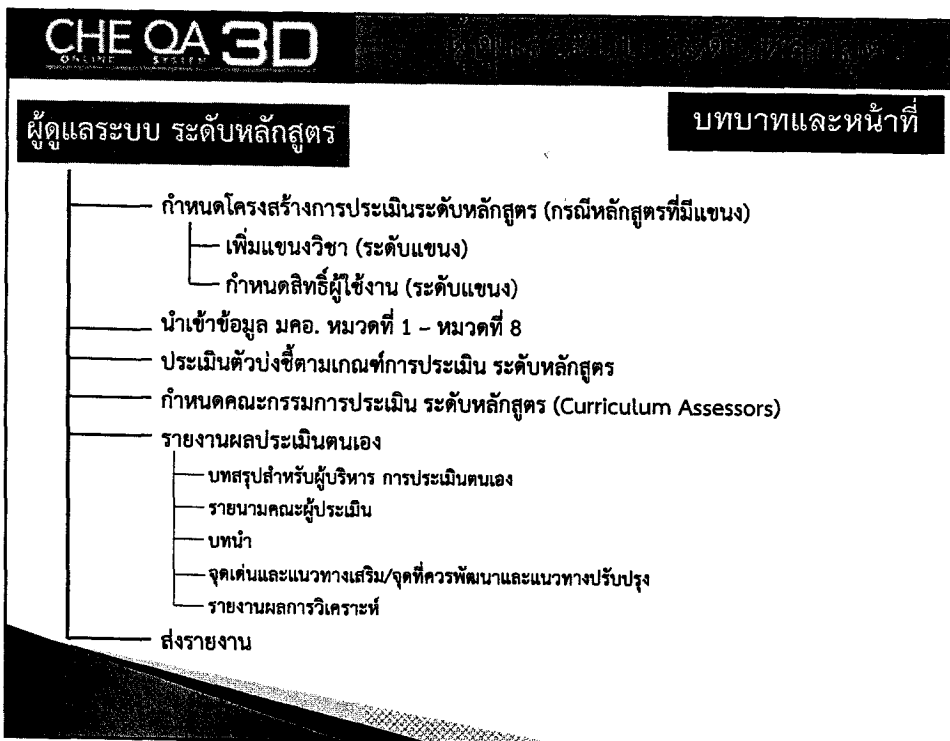 CHE QA 3D
ONLINE SYSTEM
ผู้ดูแลระบบ ระดับหลักสูตร
บทบาทและหน้าที่
กำหนดโครงสร้างการประเมินระดับหลักสูตร (กรณีหลักสูตรที่มีแขนง)
เพิ่มแขนงวิชา (ระดับแขนง)
กำหนดสิทธิ์ผู้ใช้งาน (ระดับแขนง)
นำเข้าข้อมูล มคอ. หมวดที่ 1 – หมวดที่ 8
ประเมินตัวบ่งชี้ตามเกณฑ์การประเมิน ระดับหลักสูตร
กำหนดคณะกรรมการประเมิน ระดับหลักสูตร (Curriculum Assessors)
รายงานผลประเมินตนเอง
บทสรุปสำหรับผู้บริหาร การประเมินตนเอง
รายนามคณะผู้ประเมิน
บทนำ
จุดเด่นและแนวทางเสริม/จุดที่ควรพัฒนาและแนวทางปรับปรุง
รายงานผลการวิเคราะห์
ส่งรายงาน